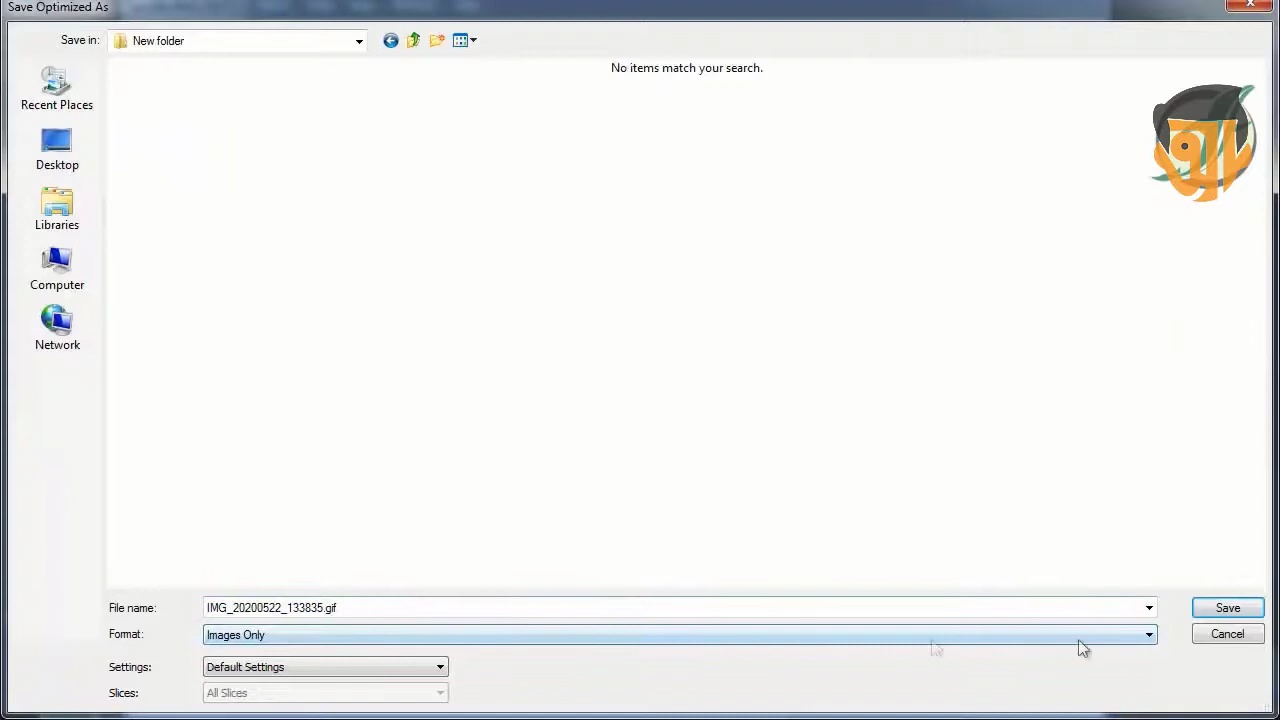 Save Optimized As
Save in:
New folder
No items match your search.
Recent Places
Desktop
Libraries
Computer
Network
File name:
IMG_20200522_133835.gif
Save
Format:
Images Only
Cancel
Settings:
Default Settings
Slices:
All Slices